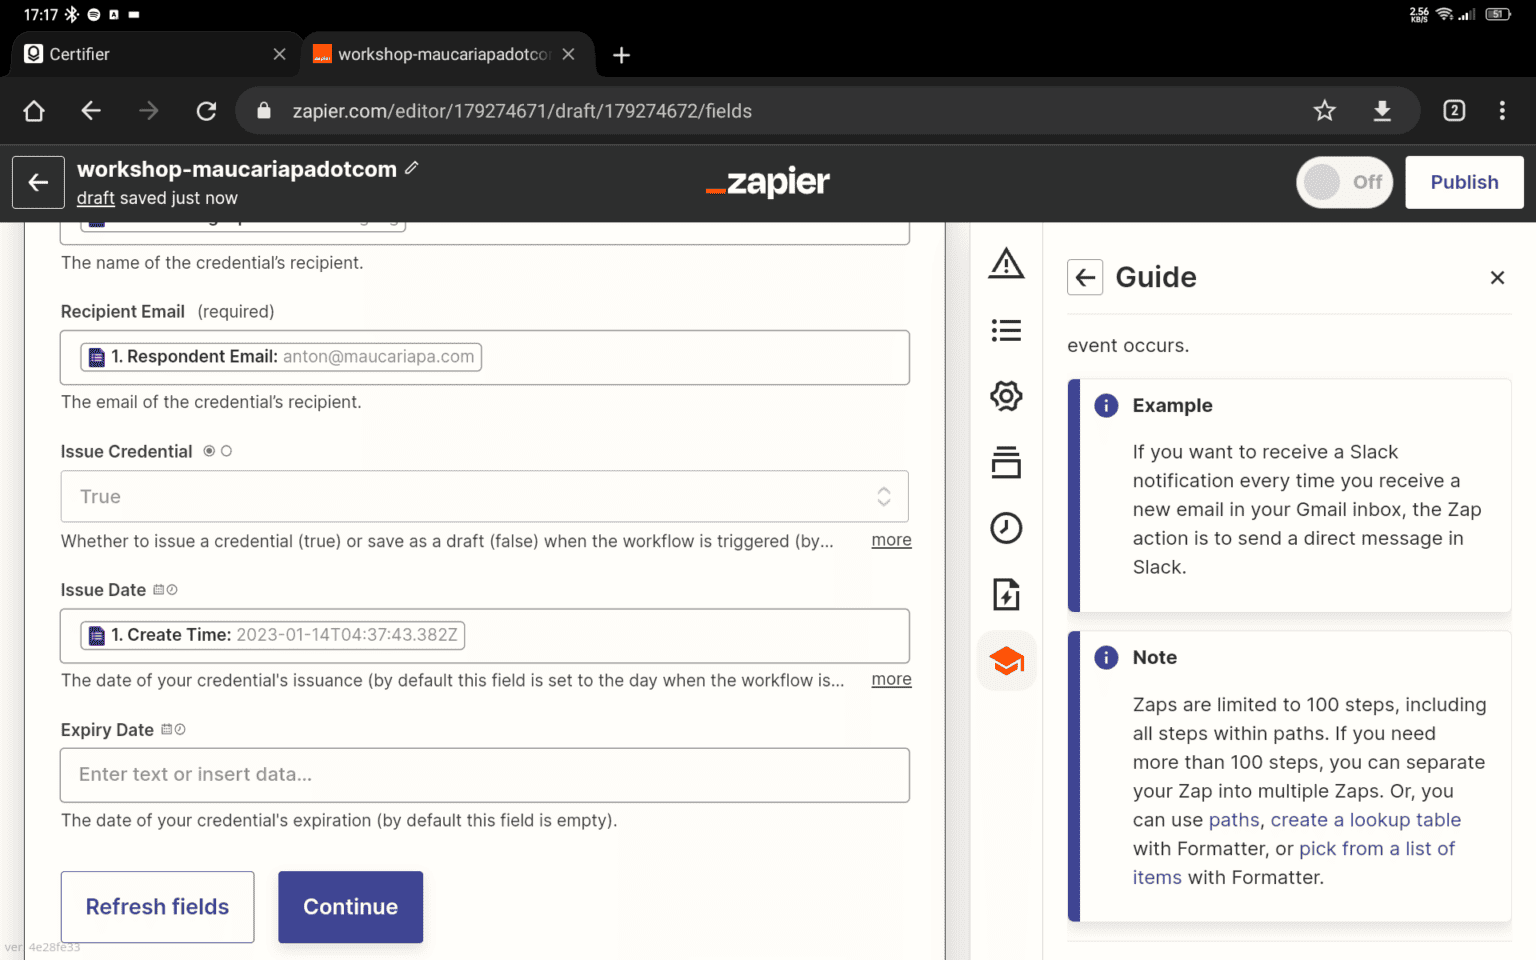 17:17
2.56 KB/S
51
Certifier
workshop-maucariapadotco
zapier.com/editor/179274671/draft/179274672/fields
2
workshop-maucariapadotcom
draft saved just now
_zapier
Off
Publish
The name of the credential's recipient.
Recipient Email (required)
1. Respondent Email: anton@maucariapa.com
The email of the credential's recipient.
Issue Credential
True
Whether to issue a credential (true) or save as a draft (false) when the workflow is triggered (by...
more
Issue Date
1. Create Time: 2023-01-14T04:37:43.382Z
The date of your credential's issuance (by default this field is set to the day when the workflow is...
more
Expiry Date
Enter text or insert data...
The date of your credential's expiration (by default this field is empty).
Refresh fields
Continue
ver. 4e28fe33
Guide
event occurs.
Example
If you want to receive a Slack
notification every time you receive a
new email in your Gmail inbox, the Zap
action is to send a direct message in
Slack.
Note
Zaps are limited to 100 steps, including
all steps within paths. If you need
more than 100 steps, you can separate
your Zap into multiple Zaps. Or, you
can use paths, create a lookup table
with Formatter, or pick from a list of
items with Formatter.